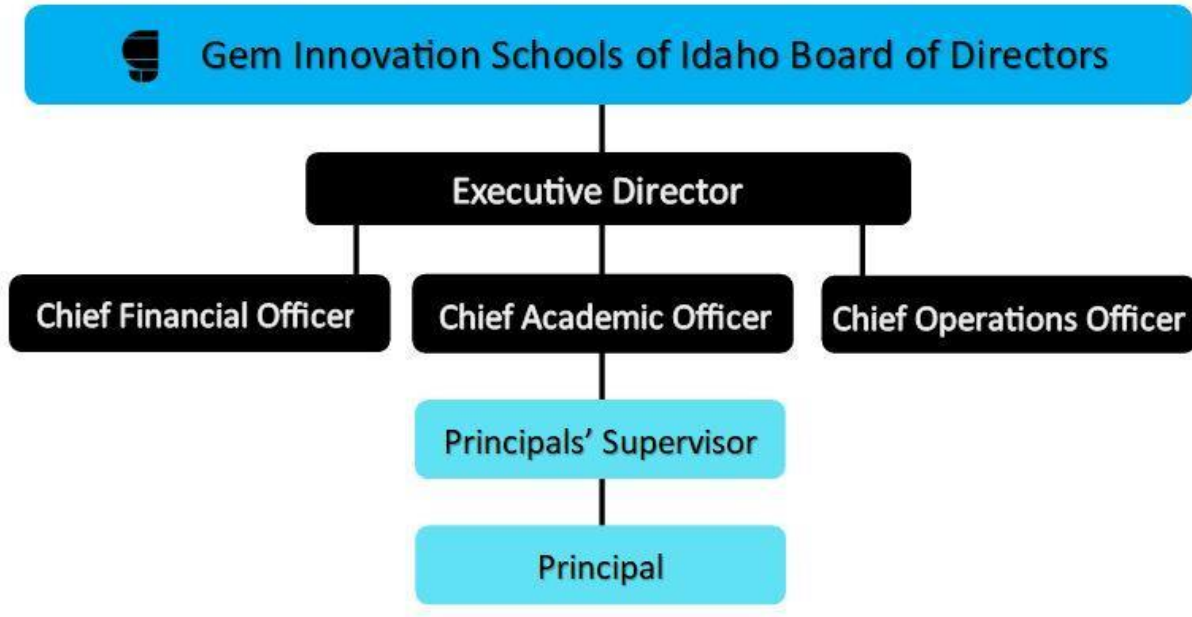 Gem Innovation Schools of Idaho Board of Directors
Executive Director
Chief Financial Officer
Chief Academic Officer
Chief Operations Officer
Principals’ Supervisor
Principal